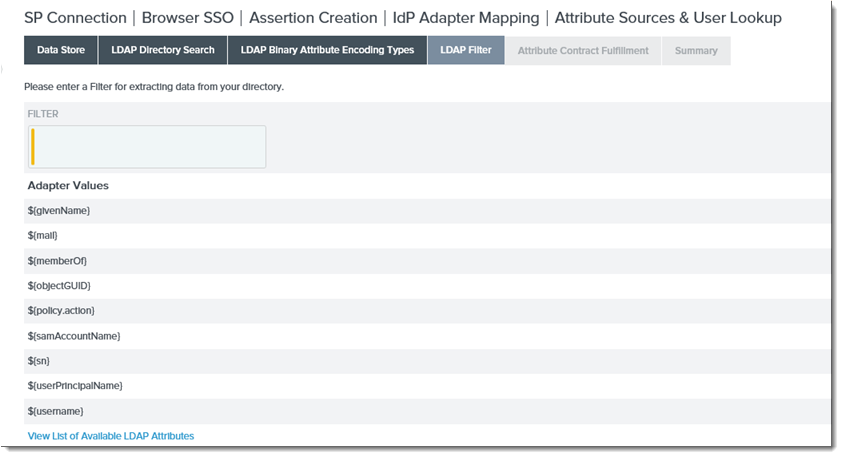 SP Connection | Browser SSO | Assertion Creation | IdP Adapter Mapping | Attribute Sources & User Lookup
Data Store LDAP Directory Search LDAP Binary Attribute Encoding Types LDAP Filter Attribute Contract Fulfillment Summary
Please enter a Filter for extracting data from your directory.
FILTER
Adapter Values
${givenName}
${mail}
${memberOf}
${objectGUID}
${policy.action}
${samAccountName}
${sn}
${userPrincipalName}
${username}
View List of Available LDAP Attributes